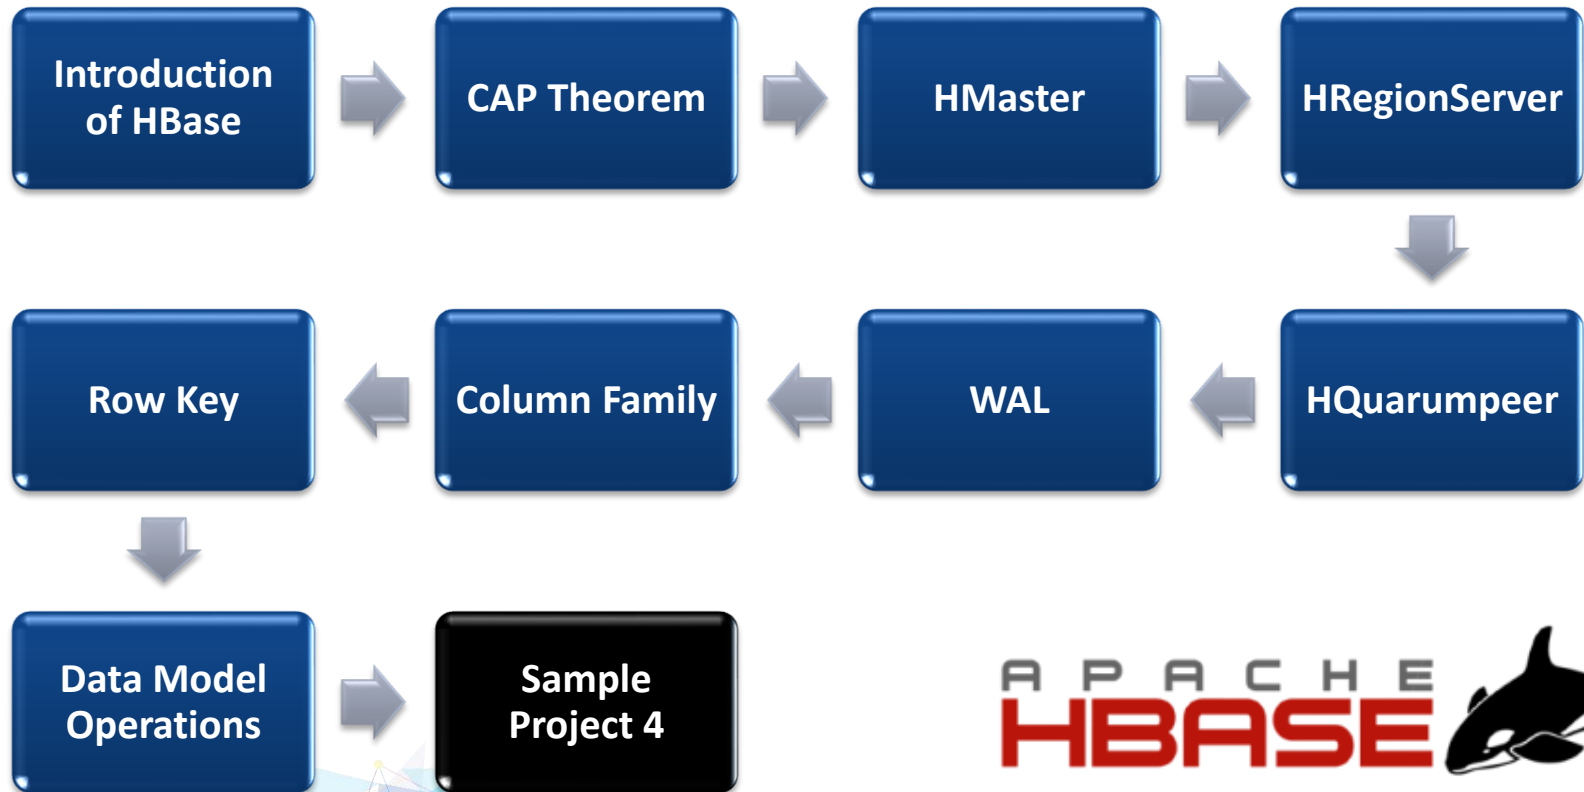 Introduction
of HBase
CAP Theorem
HMaster
HRegionServer
HQuarumpeer
WAL
Column Family
Row Key
Data Model
Operations
Sample
Project 4
APACHE
HBASE